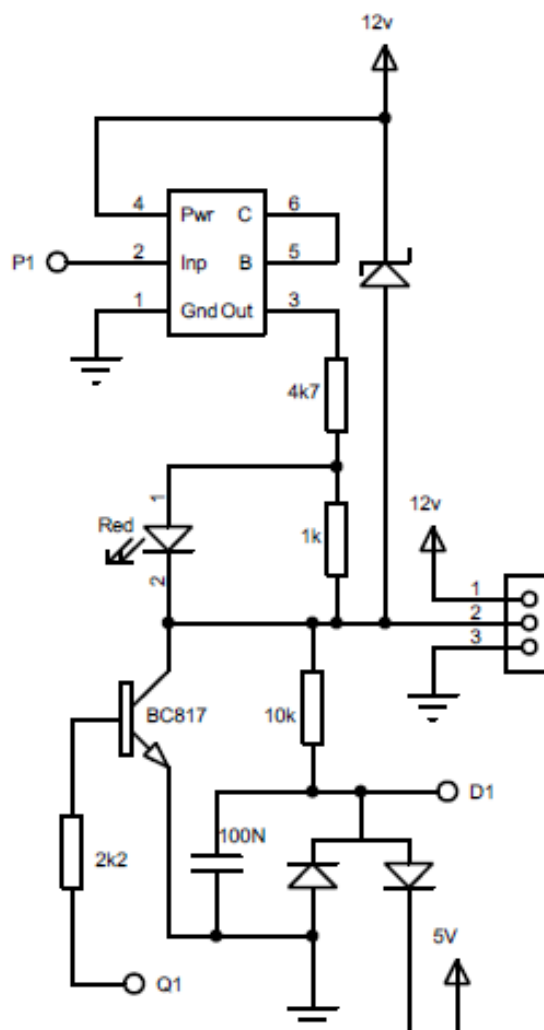 12v
4 Pwr C 6
P1 2 Inp B 5
1 Gnd Out 3
4k7
1
Red
1k
12v
2
1
2
3
BC817
10k
D1
100N
2k2
5V
Q1